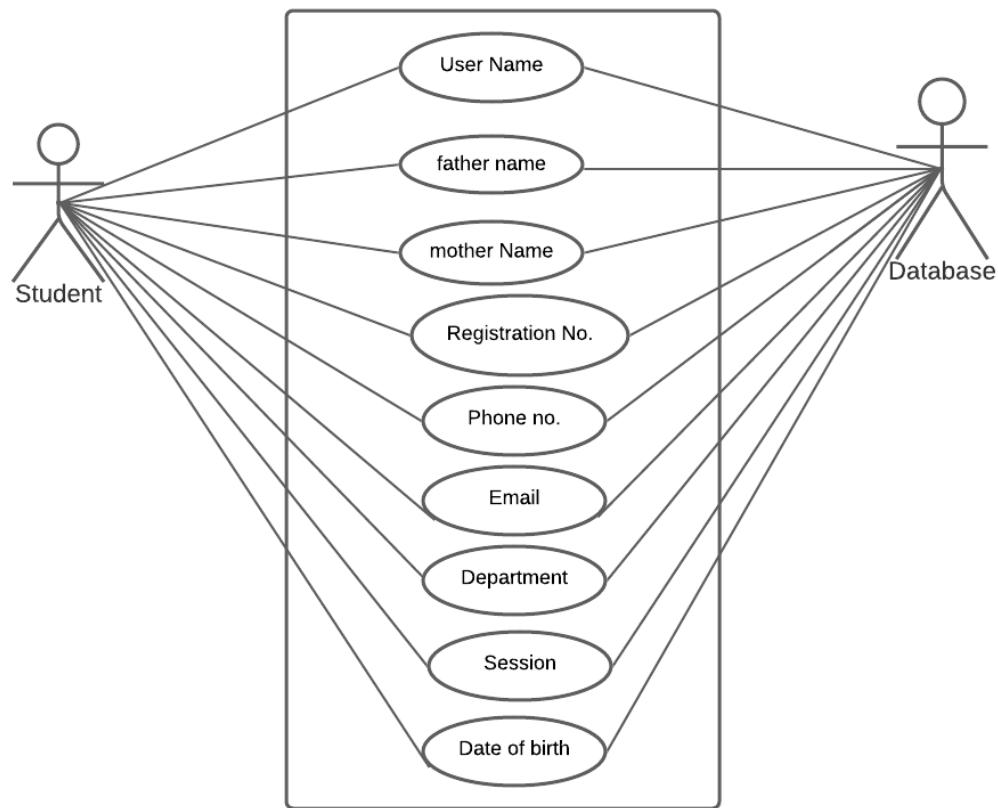 User Name
father name
mother Name
Registration No.
Phone no.
Email
Department
Session
Date of birth
Student
Database